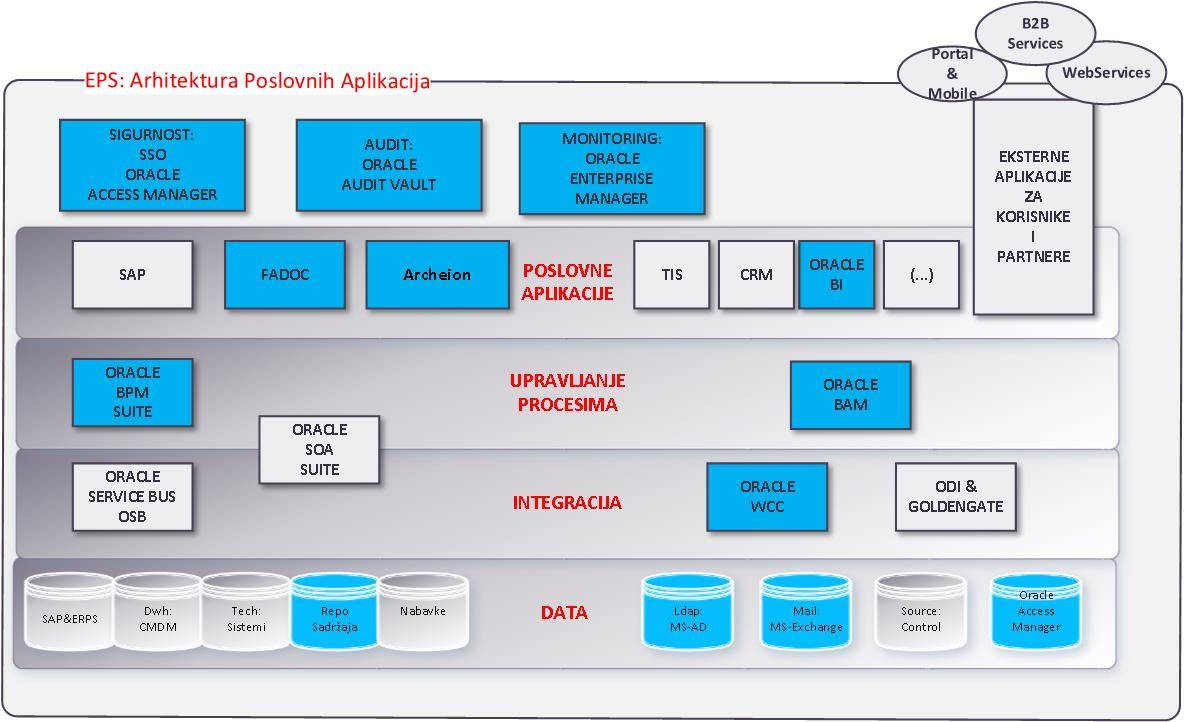 B2B
Services
Portal
&
Mobile
WebServices
EPS: Arhitektura Poslovnih Aplikacija
SIGURNOST:
SSO
ORACLE
ACCESS MANAGER
AUDIT:
ORACLE
AUDIT VAULT
MONITORING:
ORACLE
ENTERPRISE
MANAGER
EKSTERNE
APLIKACIJE
ZA
KORISNIKE
I
PARTNERE
SAP
FADOC
Archeion
POSLOVNE
APLIKACIJE
TIS
CRM
ORACLE
BI
(...)
ORACLE
BPM
SUITE
UPRAVLJANJE
PROCESIMA
ORACLE
BAM
ORACLE
SOA
SUITE
ORACLE
SERVICE BUS
OSB
INTEGRACIJA
ORACLE
WCC
ODI &
GOLDENGATE
SAP&ERPS
Dwh:
CMDM
Tech:
Sistemi
Repo
Sadržaja
Nabavke
DATA
Ldap:
MS-AD
Mail:
MS-Exchange
Source:
Control
Oracle
Access
Manager